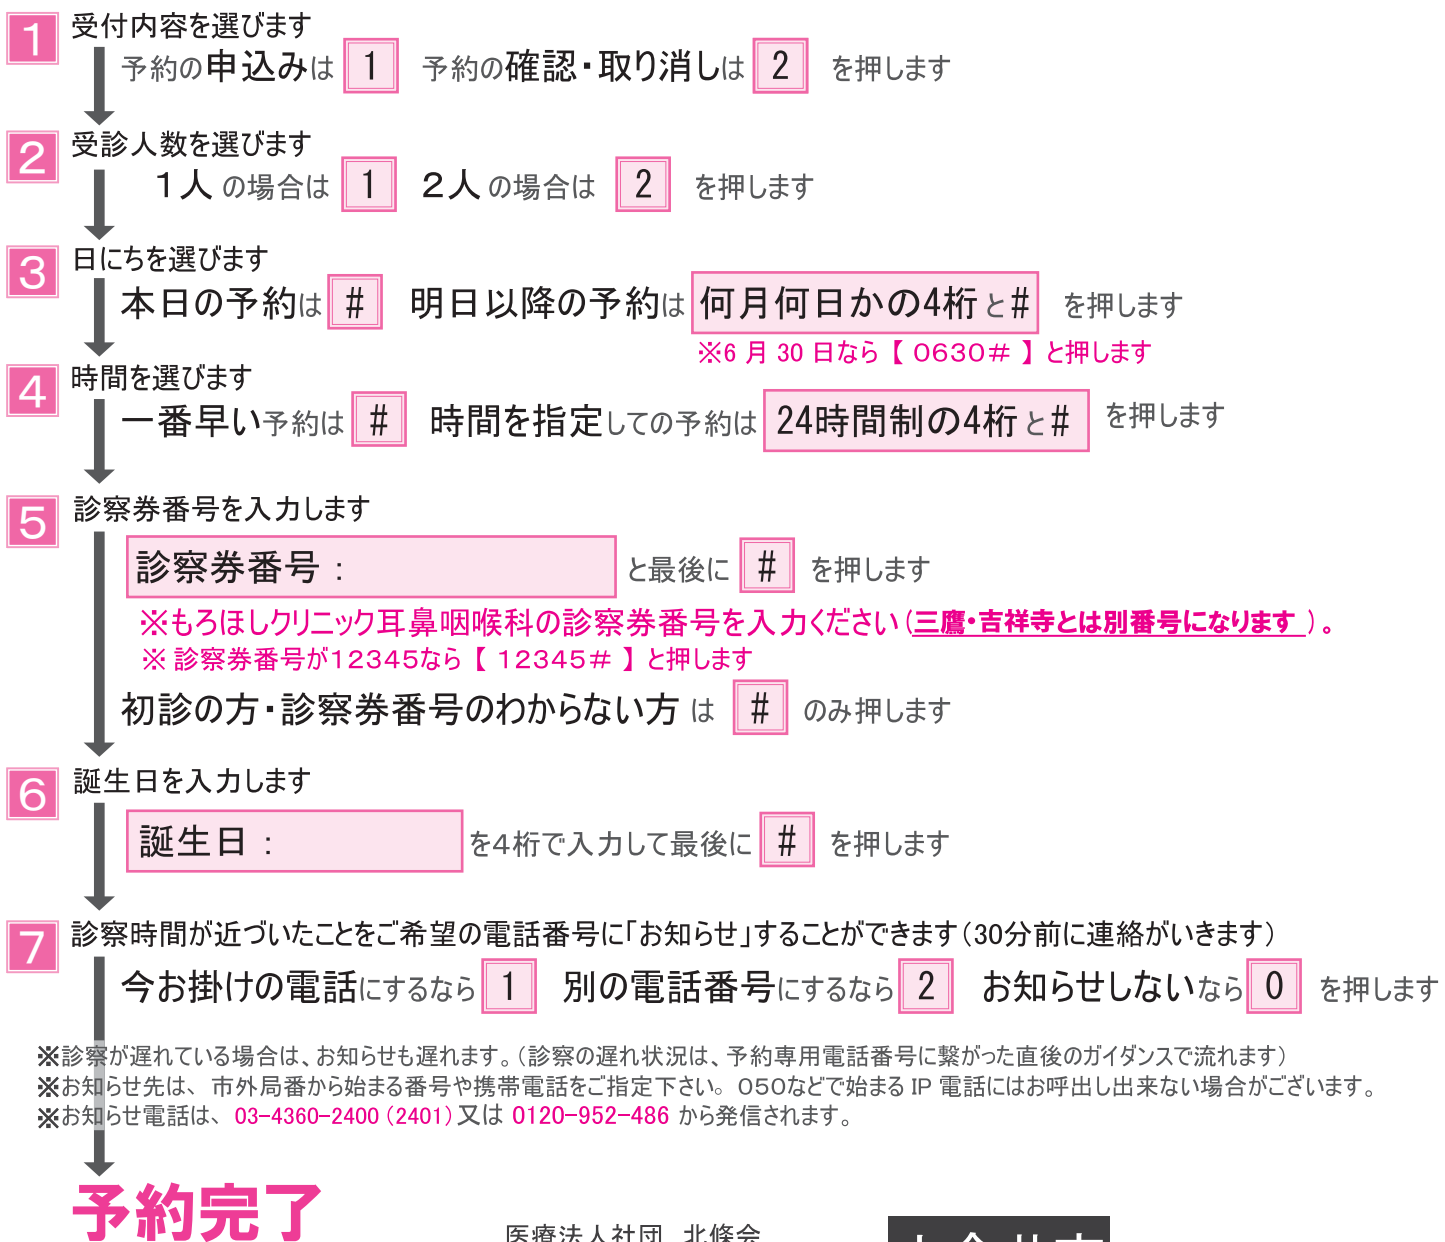 1 受付内容を選びます
予約の申込みは 1 予約の確認・取り消しは 2 を押します
2 受診人数を選びます
1人 の場合は 1 2人 の場合は 2 を押します
3 日にちを選びます
本日の予約は # 明日以降の予約は 何月何日かの4桁 と# を押します
※6 月 30 日なら【 0630# 】と押します
4 時間を選びます
一番早い予約は # 時間を指定しての予約は 24時間制の4桁 と# を押します
5 診察券番号を入力します
診察券番号： と最後に # を押します
※もろほしクリニック耳鼻咽喉科の診察券番号を入力ください（三鷹・吉祥寺とは別番号になります ）。
※ 診察券番号が12345なら【 12345# 】と押します
初診の方・診察券番号のわからない方 は # のみ押します
6 誕生日を入力します
誕生日： を4桁で入力して最後に # を押します
7 診察時間が近づいたことをご希望の電話番号に「お知らせ」することができます（30分前に連絡がいきます）
今お掛けの電話にするなら 1 別の電話番号にするなら 2 お知らせしないなら 0 を押します
※診察が遅れている場合は、お知らせも遅れます。（診察の遅れ状況は、予約専用電話番号に繋がった直後のガイダンスで流れます）
※お知らせ先は、市外局番から始まる番号や携帯電話をご指定下さい。050などで始まる IP 電話にはお呼出し出来ない場合がございます。
※お知らせ電話は、03-4360-2400（2401）又は 0120-952-486 から発信されます。
予約完了
医療法人社団 北條会